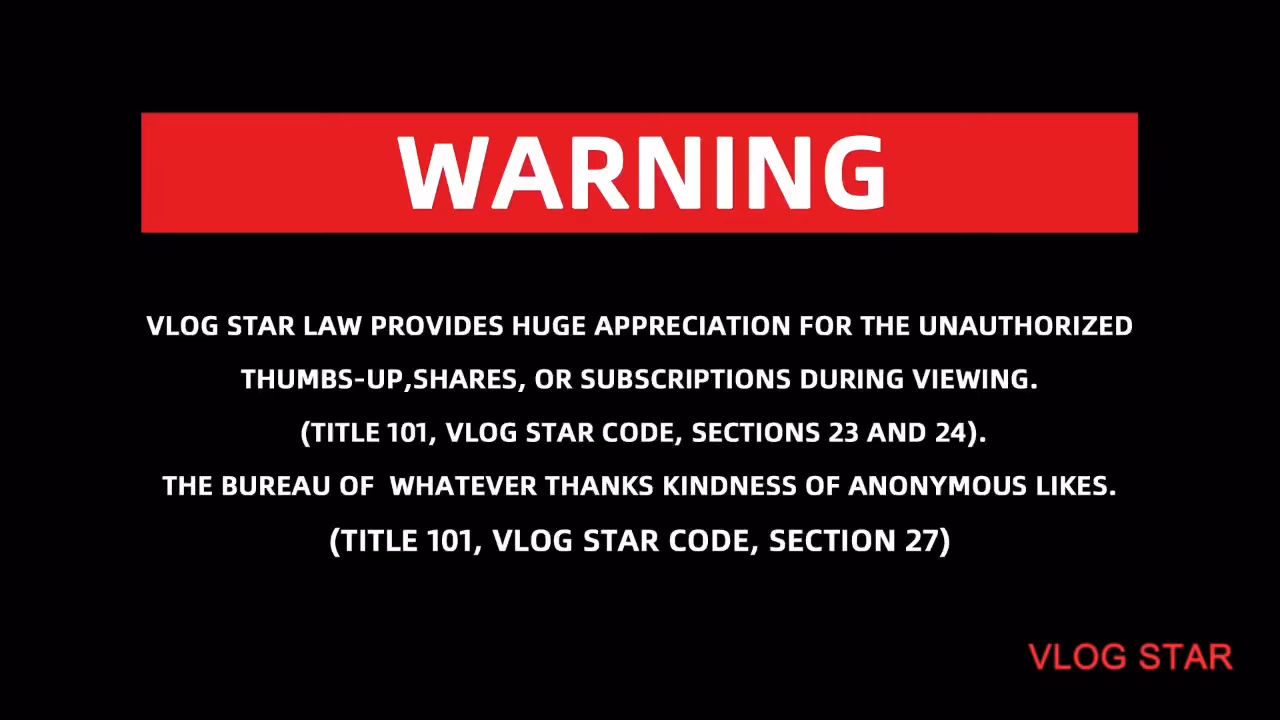 WARNING
VLOG STAR LAW PROVIDES HUGE APPRECIATION FOR THE UNAUTHORIZED
THUMBS-UP,SHARES, OR SUBSCRIPTIONS DURING VIEWING.
(TITLE 101, VLOG STAR CODE, SECTIONS 23 AND 24).
THE BUREAU OF  WHATEVER THANKS KINDNESS OF ANONYMOUS LIKES.
(TITLE 101, VLOG STAR CODE, SECTION 27)
VLOG STAR